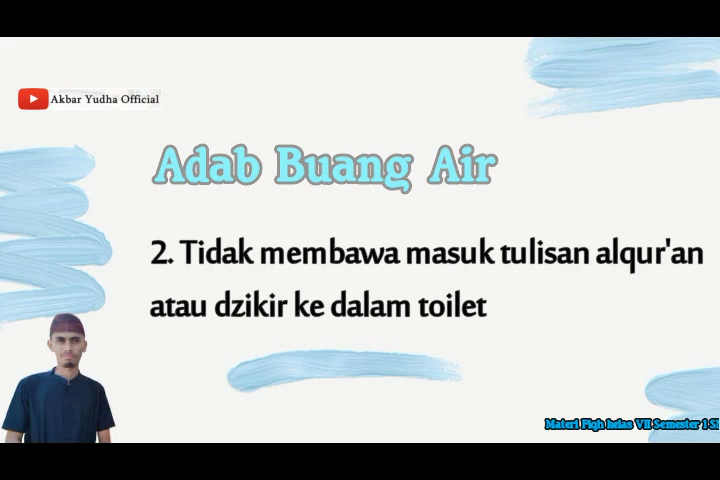 Akbar Yudha Official
Adab Buang Air
2. Tidak membawa masuk tulisan alqur'an
atau dzikir ke dalam toilet
Materi Fiqh kelas VII Semester 1